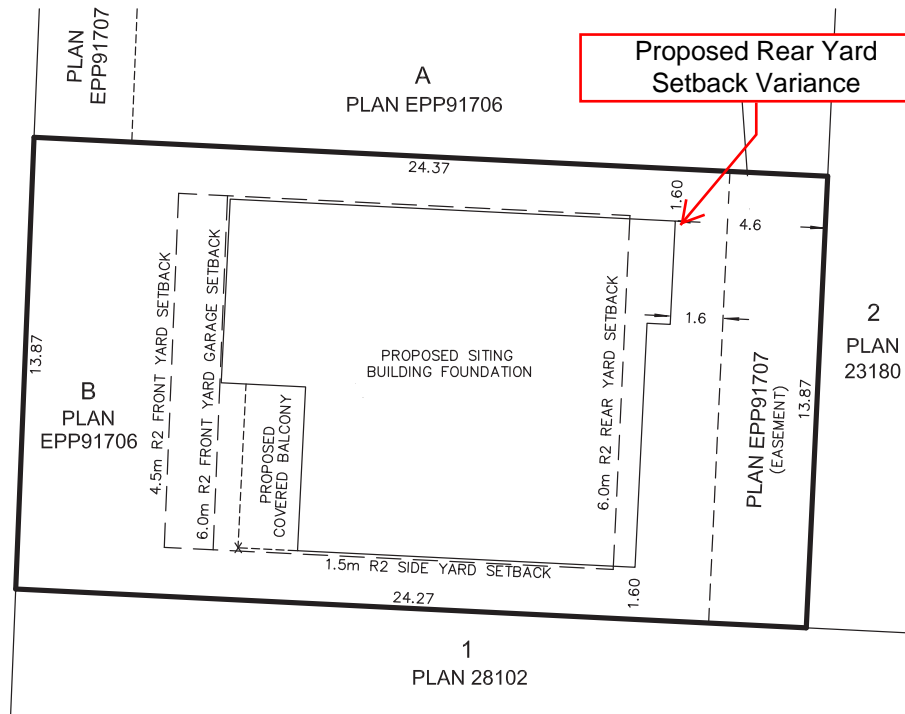 PLAN
EPP91707
A
PLAN EPP91706
Proposed Rear Yard
Setback Variance
24.37
1.60
4.6
4.5m R2 FRONT YARD SETBACK
6.0m R2 FRONT YARD GARAGE SETBACK
6.0m R2 REAR YARD SETBACK
1.6
2
PLAN
23180
13.87
PROPOSED SITING
BUILDING FOUNDATION
B
PLAN
EPP91706
PROPOSED
COVERED BALCONY
PLAN EPP91707
(EASEMENT)
13.87
1.5m R2 SIDE YARD SETBACK
1.60
24.27
1
PLAN 28102